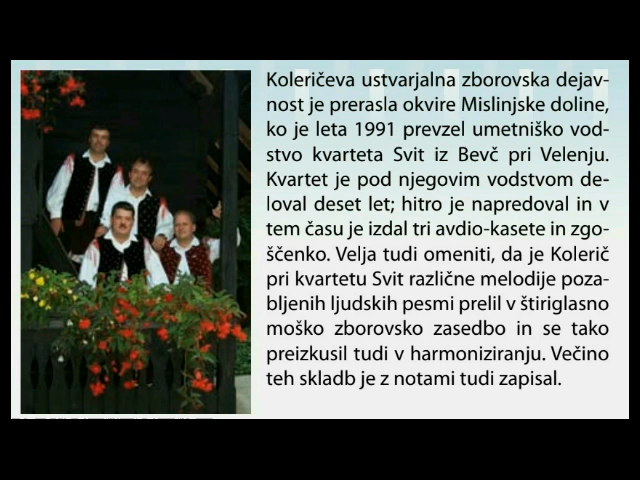 Koleričeva ustvarjalna zborovska dejav-
nost je prerasla okvire Mislinjske doline,
ko je leta 1991 prevzel umetniško vod-
stvo kvarteta Svit iz Bevč pri Velenju.
Kvartet je pod njegovim vodstvom de-
loval deset let; hitro je napredoval in v
tem času je izdal tri avdio-kasete in zgo-
ščenko. Velja tudi omeniti, da je Kolerič
pri kvartetu Svit različne melodije poza-
bljenih ljudskih pesmi prelil v štiriglasno
moško zborovsko zasedbo in se tako
preizkusil tudi v harmoniziranju. Večino
teh skladb je z notami tudi zapisal.